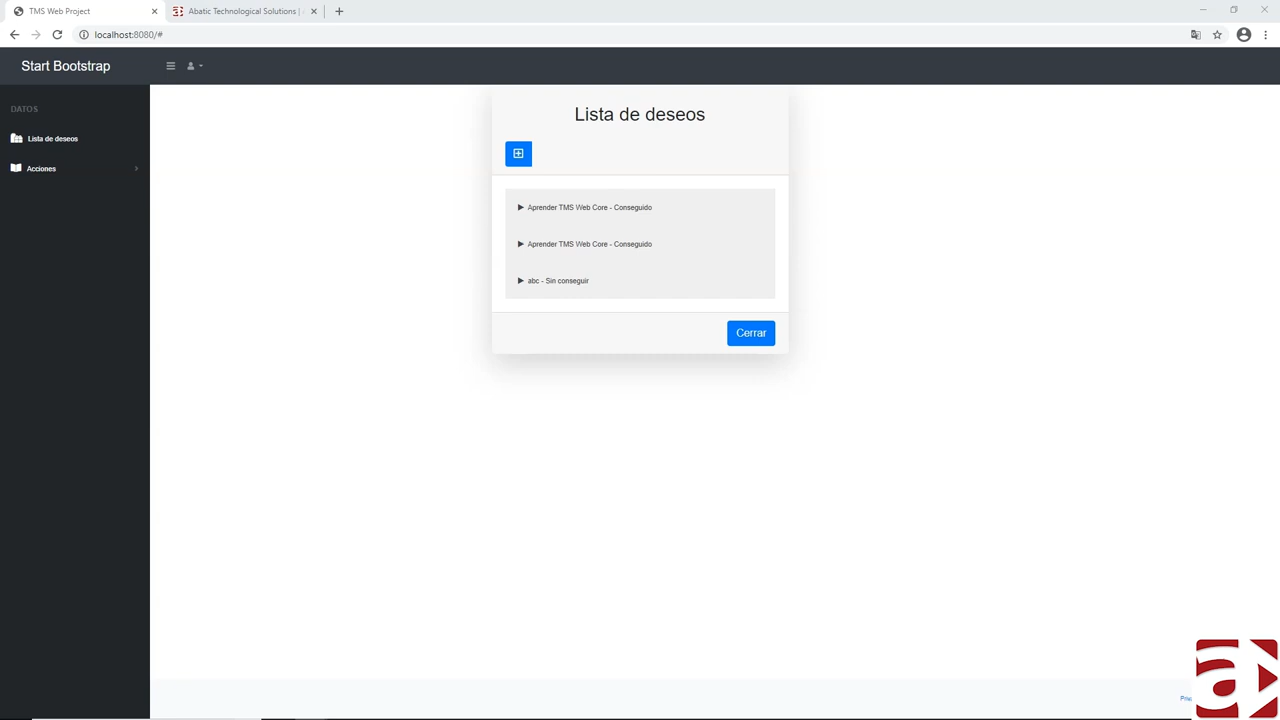 TMS Web Project
Abatic Technological Solutions |
localhost:8080/#
Start Bootstrap
DATOS
Lista de deseos
Acciones
Lista de deseos
Aprender TMS Web Core - Conseguido
Aprender TMS Web Core - Conseguido
abc - Sin conseguir
Cerrar